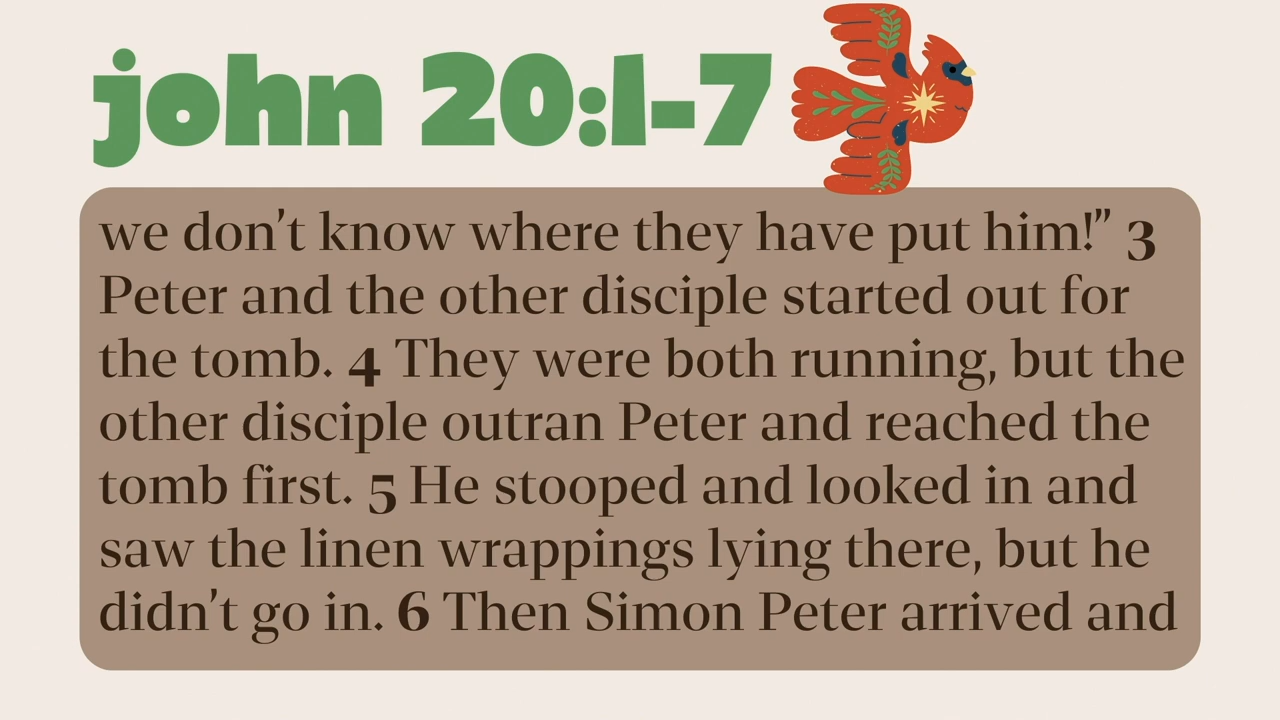 john 20:1-7
we don’t know where they have put him!” 3
Peter and the other disciple started out for
the tomb. 4 They were both running, but the
other disciple outran Peter and reached the
tomb first. 5 He stooped and looked in and
saw the linen wrappings lying there, but he
didn’t go in. 6 Then Simon Peter arrived and